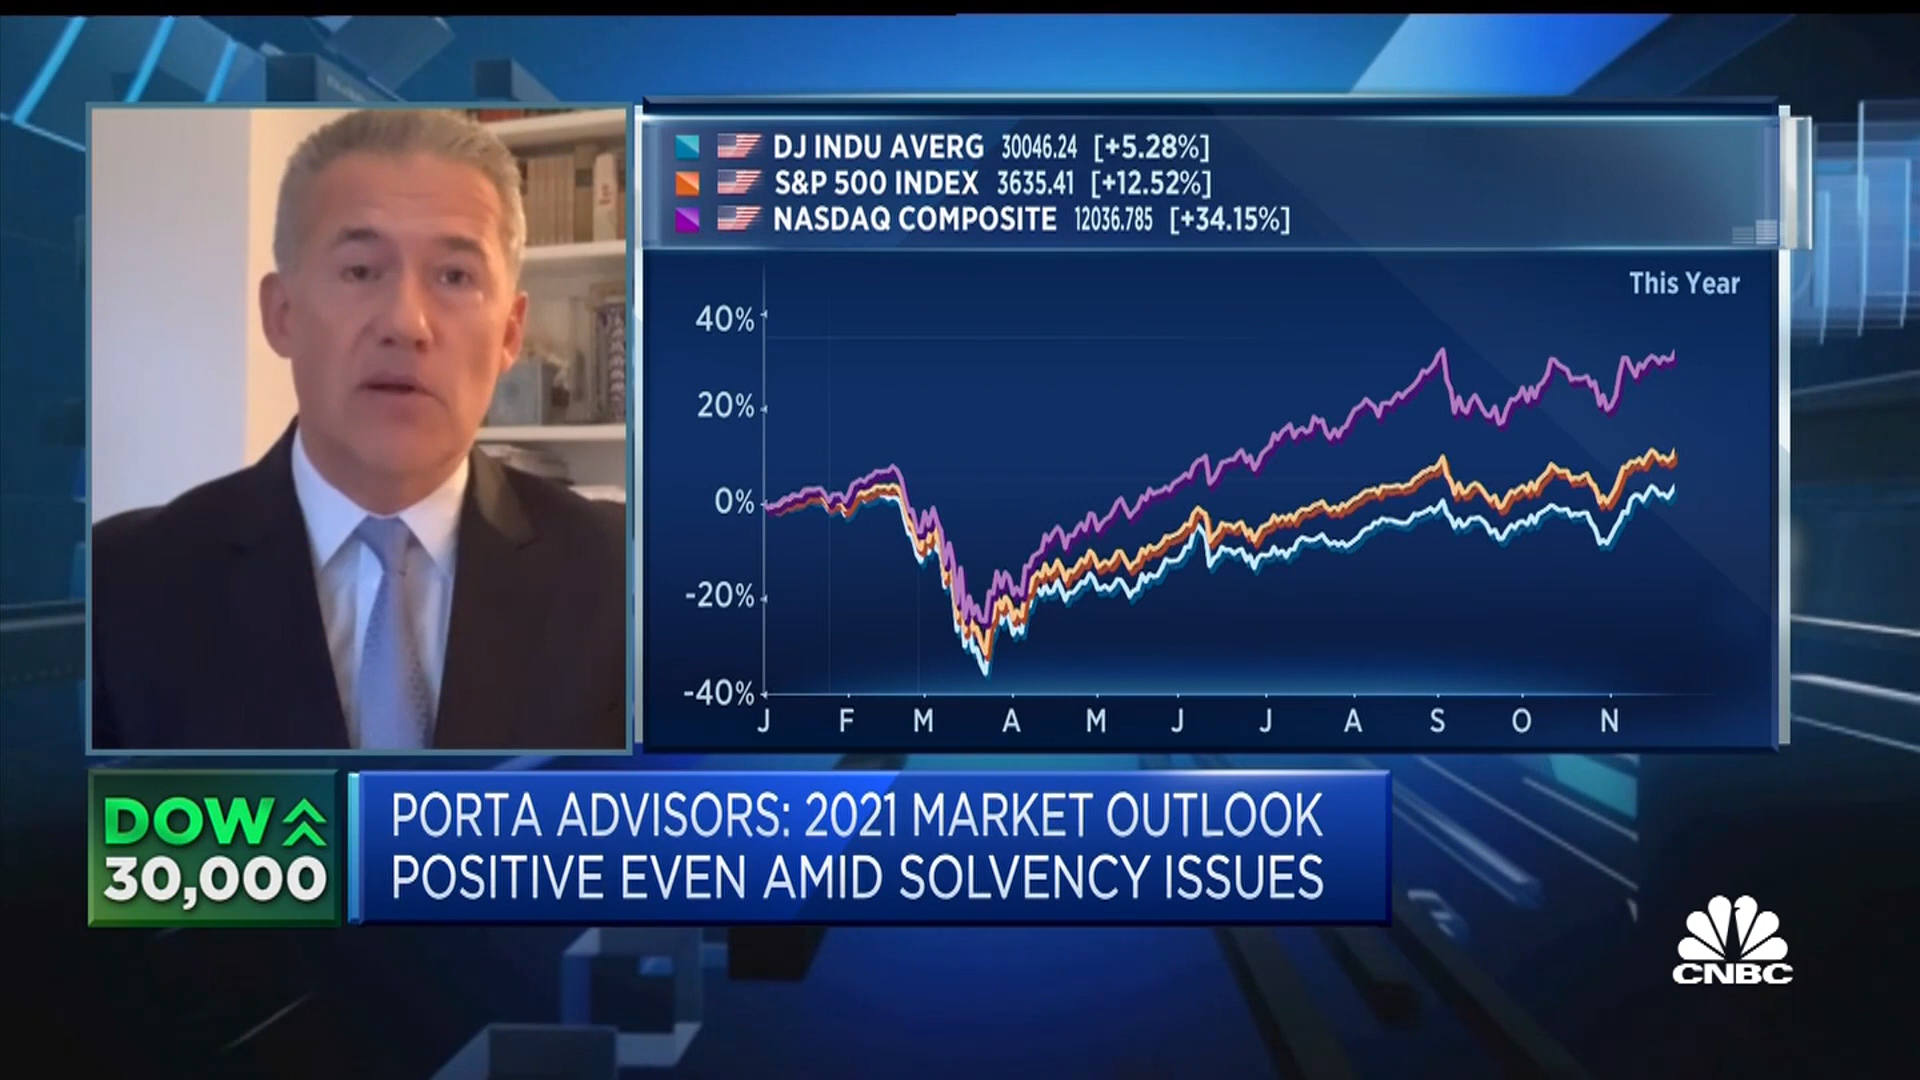 DJ INDU AVERG 30046.24 [+5.28%]
S&P 500 INDEX 3635.41 [+12.52%]
NASDAQ COMPOSITE 12036.785 [+34.15%]
This Year
40%
20%
0%
-20%
-40%
J F M A M J J A S O N
DOW
30,000
PORTA ADVISORS: 2021 MARKET OUTLOOK
POSITIVE EVEN AMID SOLVENCY ISSUES
CNBC